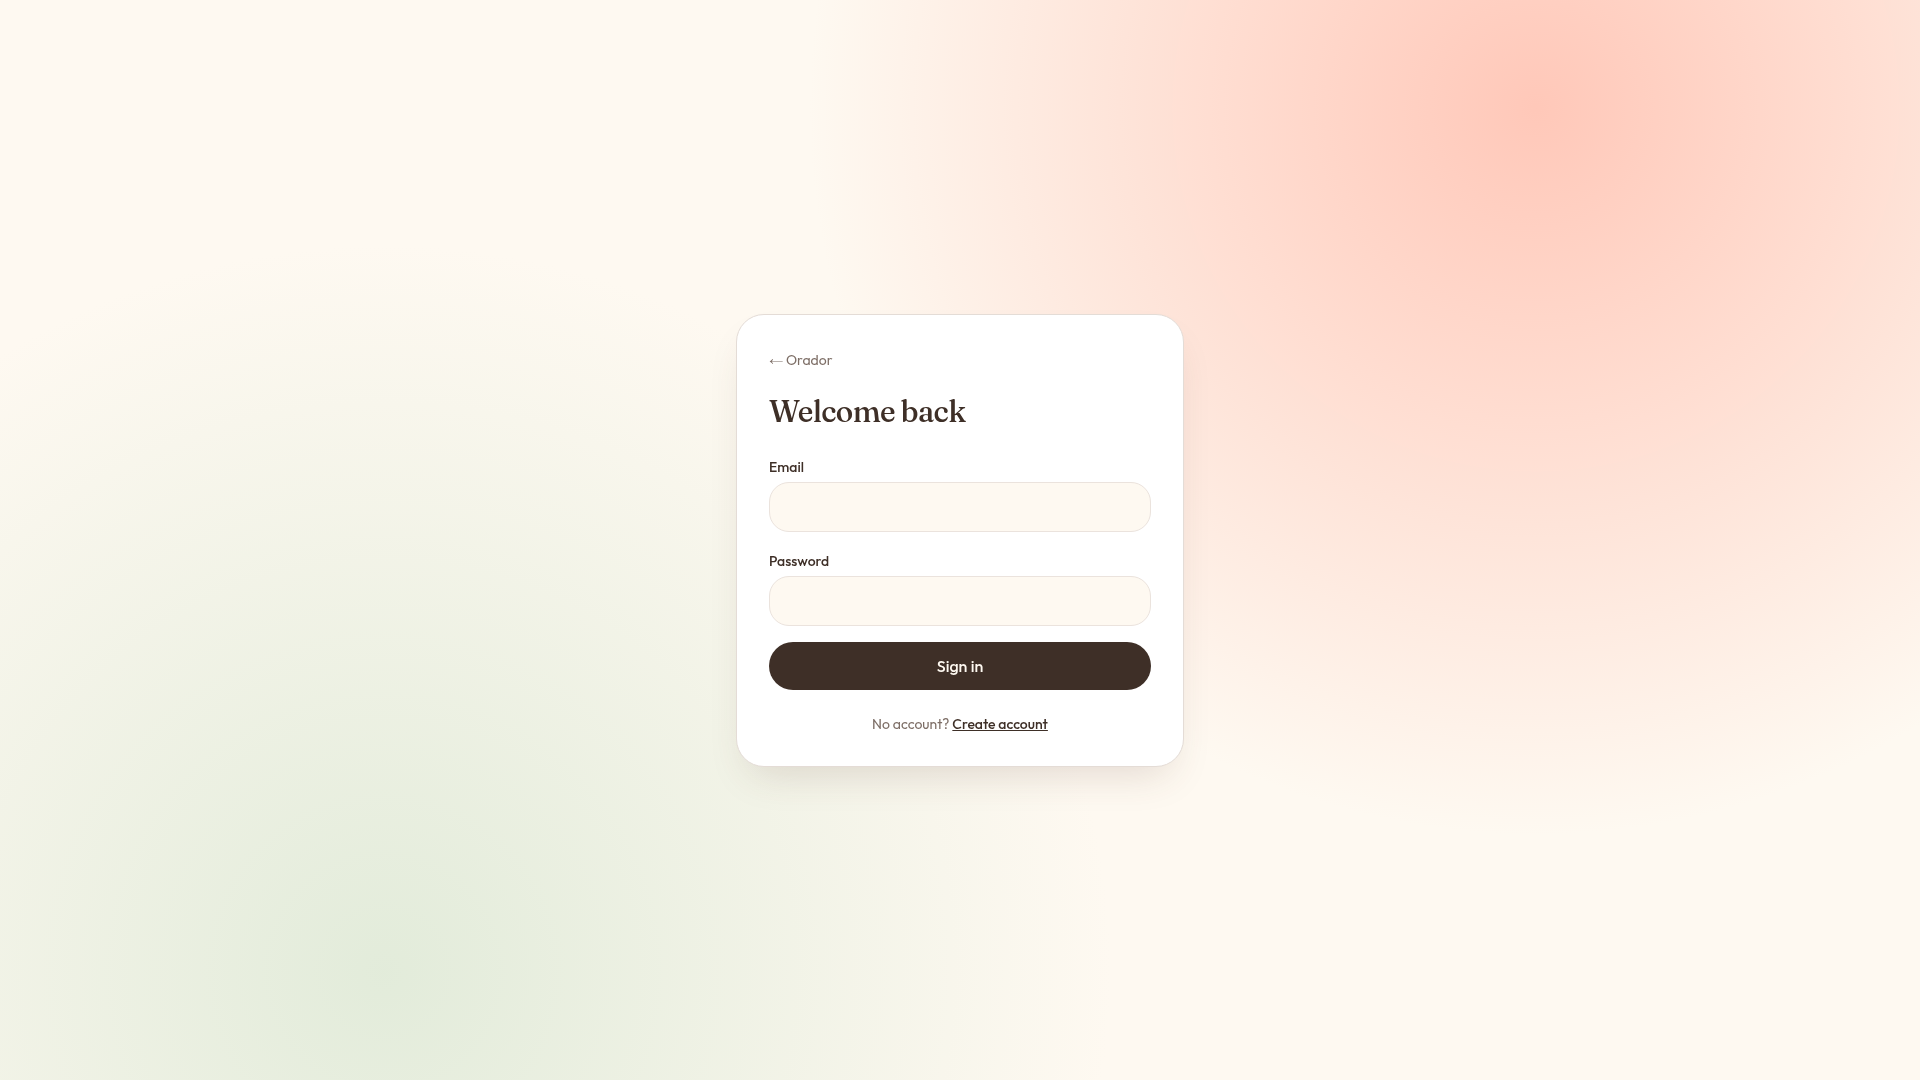 ← Orador
Welcome back
Email
Password
Sign in
No account? Create account